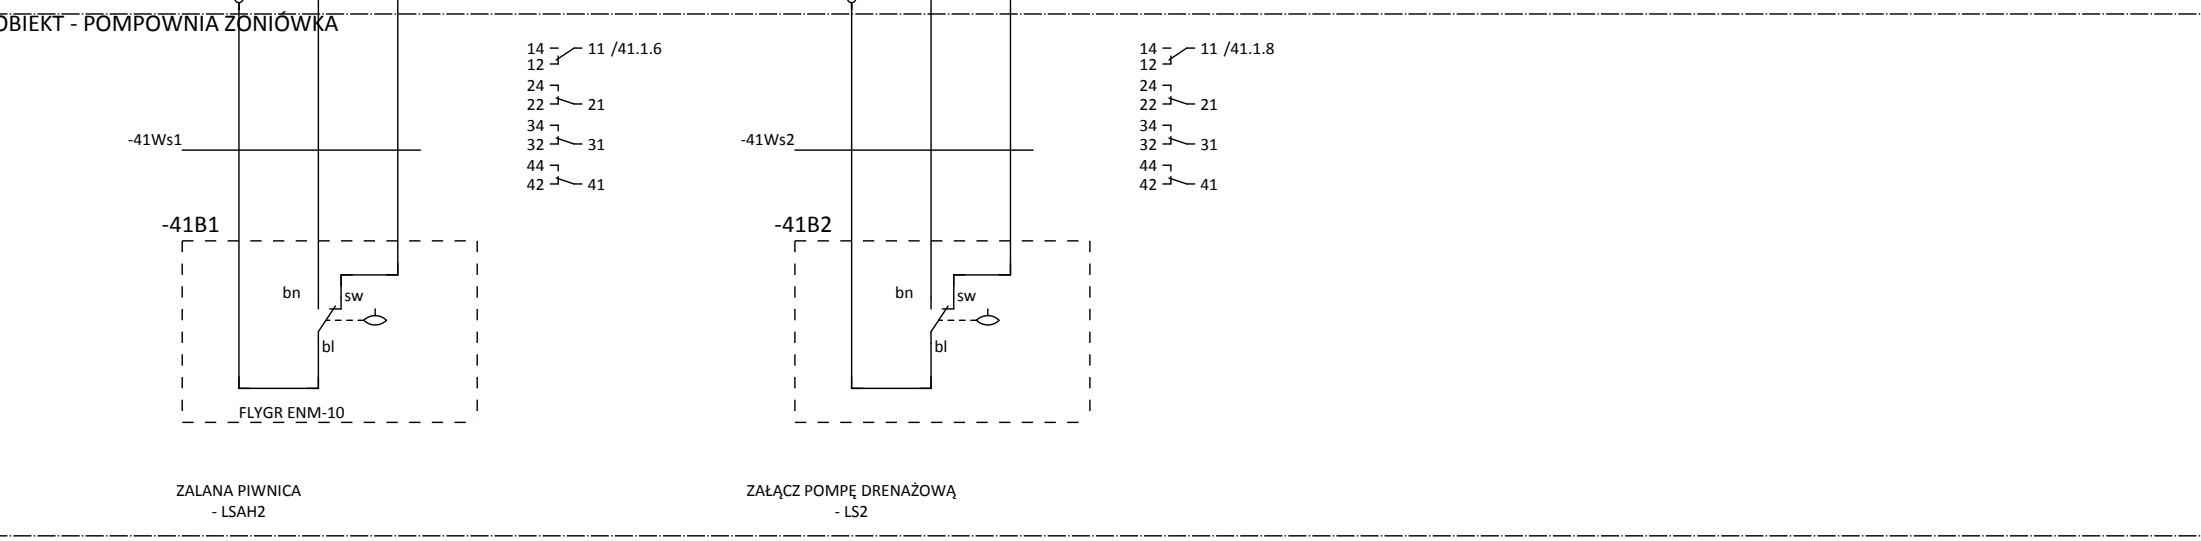 OBIEKT - POMPOWNIA ZONIÓWKA
14 11 /41.1.6
12
24
22 21
34
32 31
44
42 41
14 11 /41.1.8
12
24
22 21
34
32 31
44
42 41
-41Ws1
-41Ws2
-41B1
bn
sw
bl
FLYGR ENM-10
-41B2
bn
sw
bl
ZALANA PIWNICA
- LSAH2
ZAŁĄCZ POMPĘ DRENAŻOWĄ
- LS2